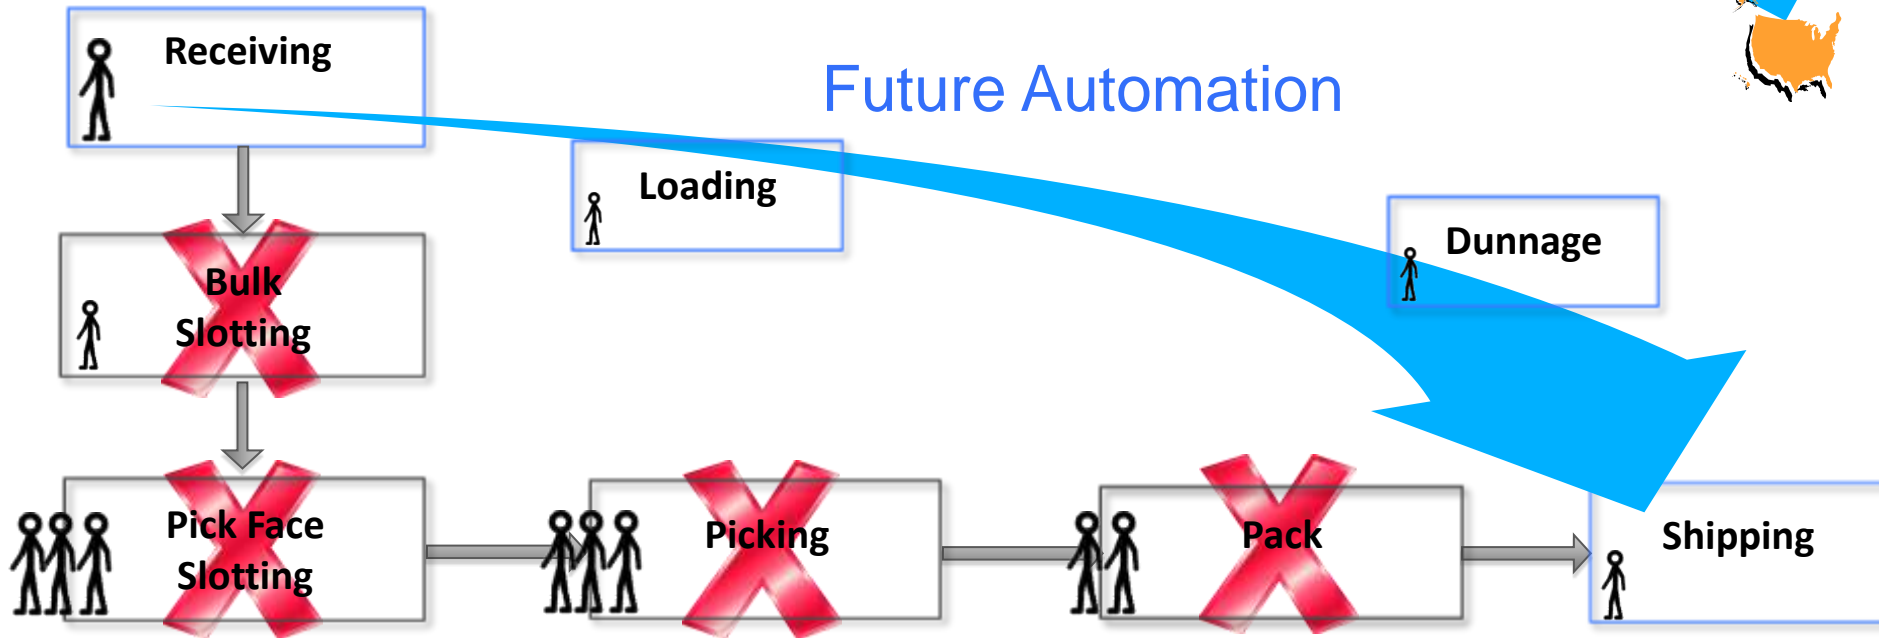 Receiving
Future Automation
Loading
Dunnage
Bulk
Slotting
Pick Face
Slotting
Picking
Pack
Shipping